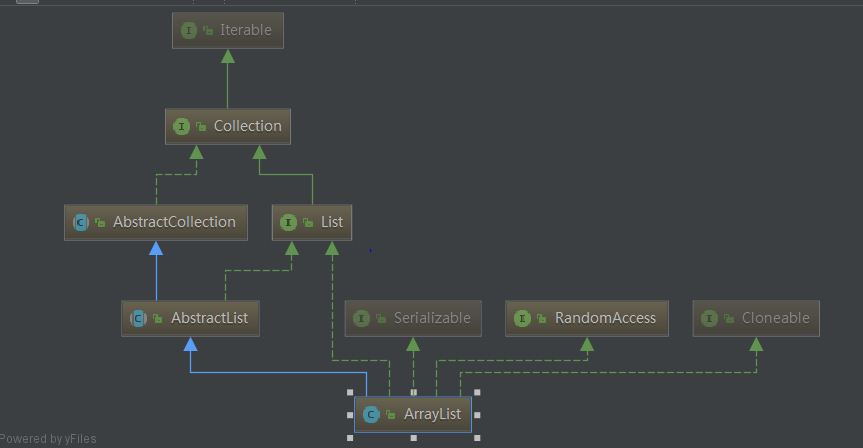 Iterable
Collection
AbstractCollection
List
AbstractList
Serializable
RandomAccess
Cloneable
ArrayList
Powered by yFiles